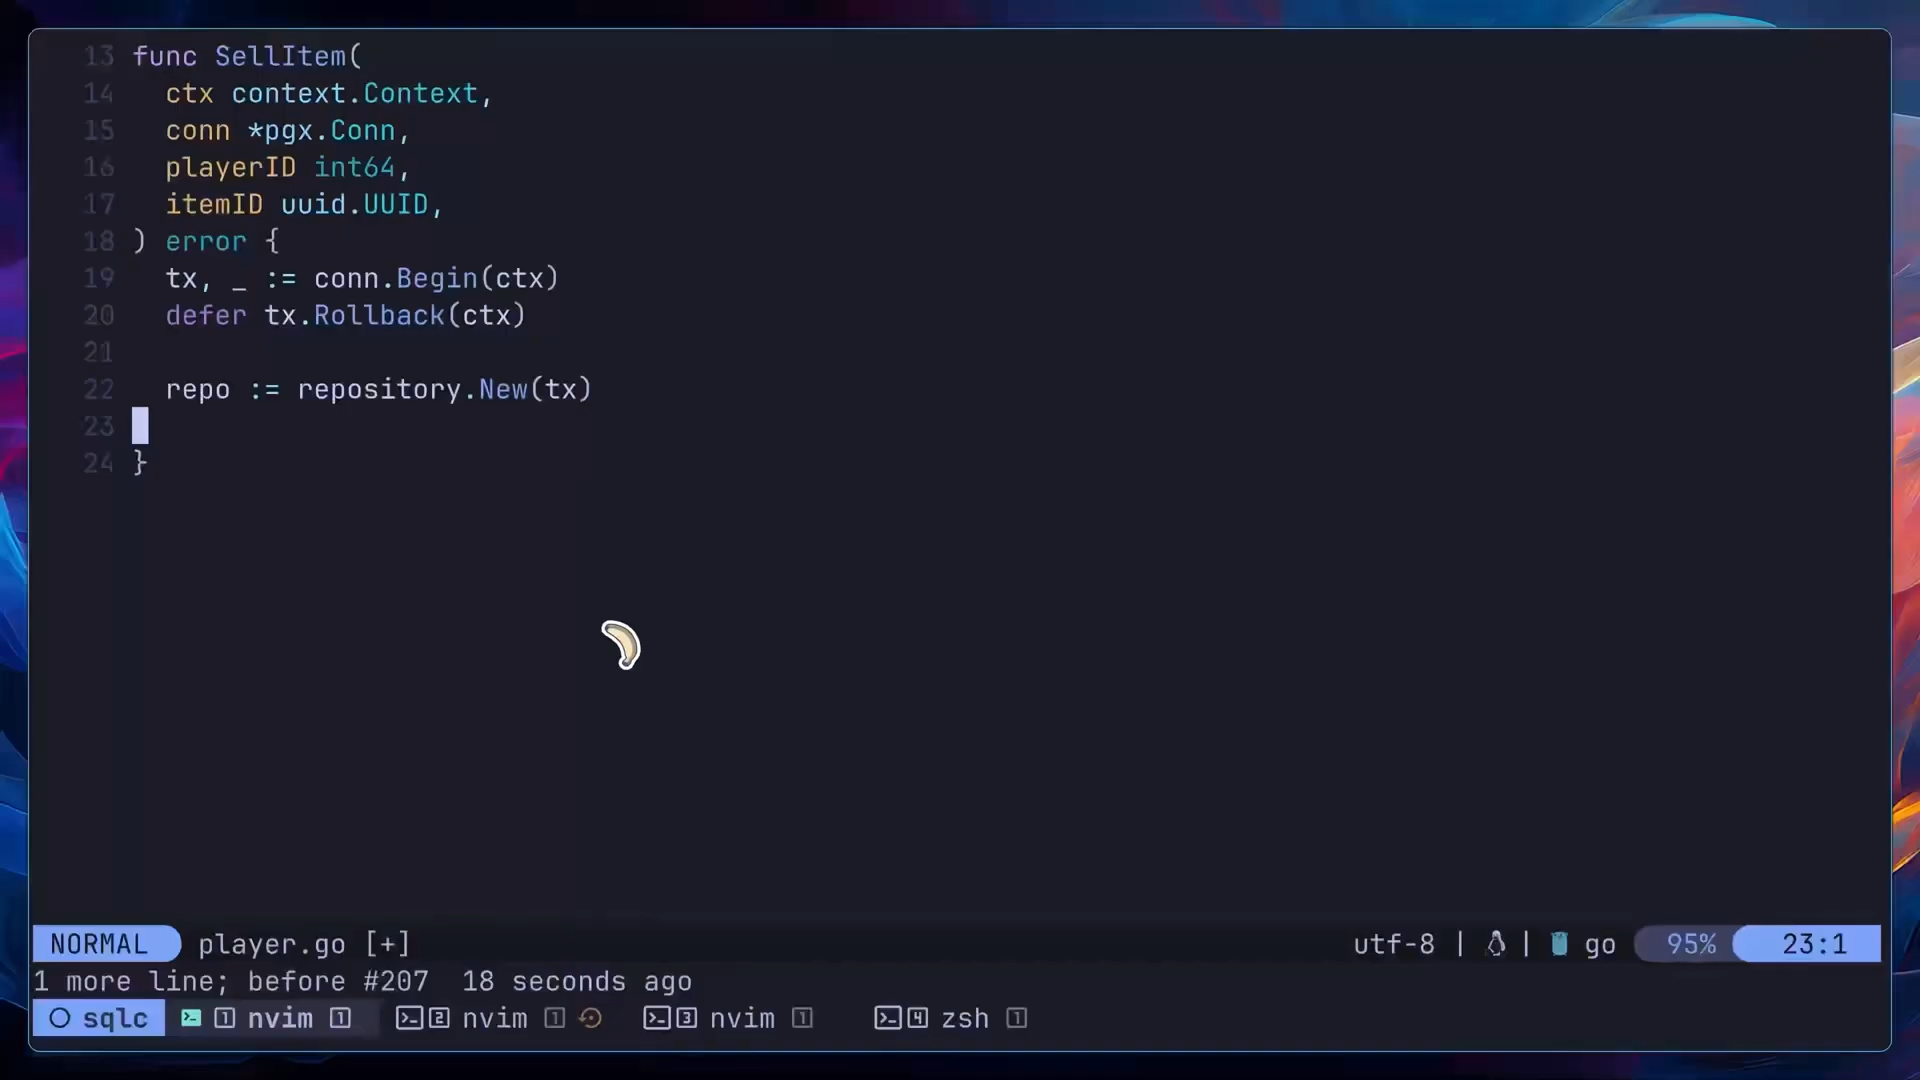 13 func SellItem(
14 ctx context.Context,
15 conn *pgx.Conn,
16 playerID int64,
17 itemID uuid.UUID,
18 ) error {
19 tx, _ := conn.Begin(ctx)
20 defer tx.Rollback(ctx)
21
22 repo := repository.New(tx)
23
24 }
NORMAL player.go [+] utf-8 | | go 95% 23:1
1 more line; before #207 18 seconds ago
sqlc 1 nvim 1 2 nvim 1 3 nvim 1 4 zsh 1